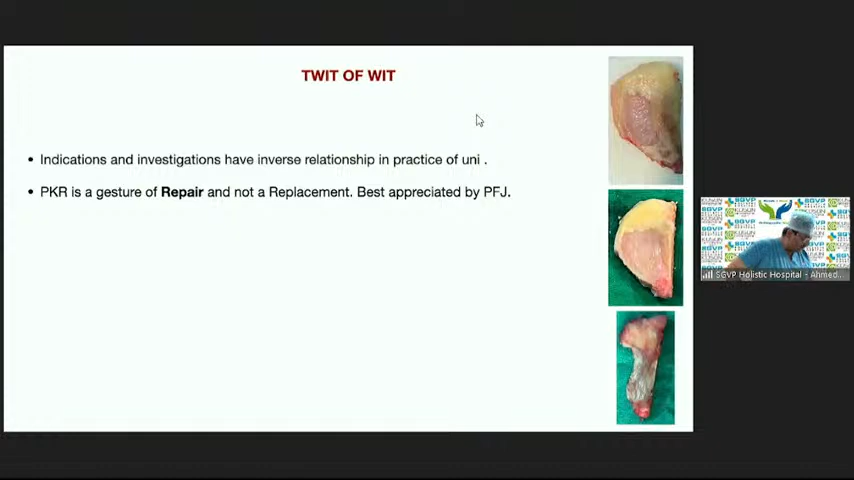 TWIT OF WIT
• Indications and investigations have inverse relationship in practice of uni .
• PKR is a gesture of Repair and not a Replacement. Best appreciated by PFJ.
SGVP
SGVP Holistic Hospital - Ahmed...